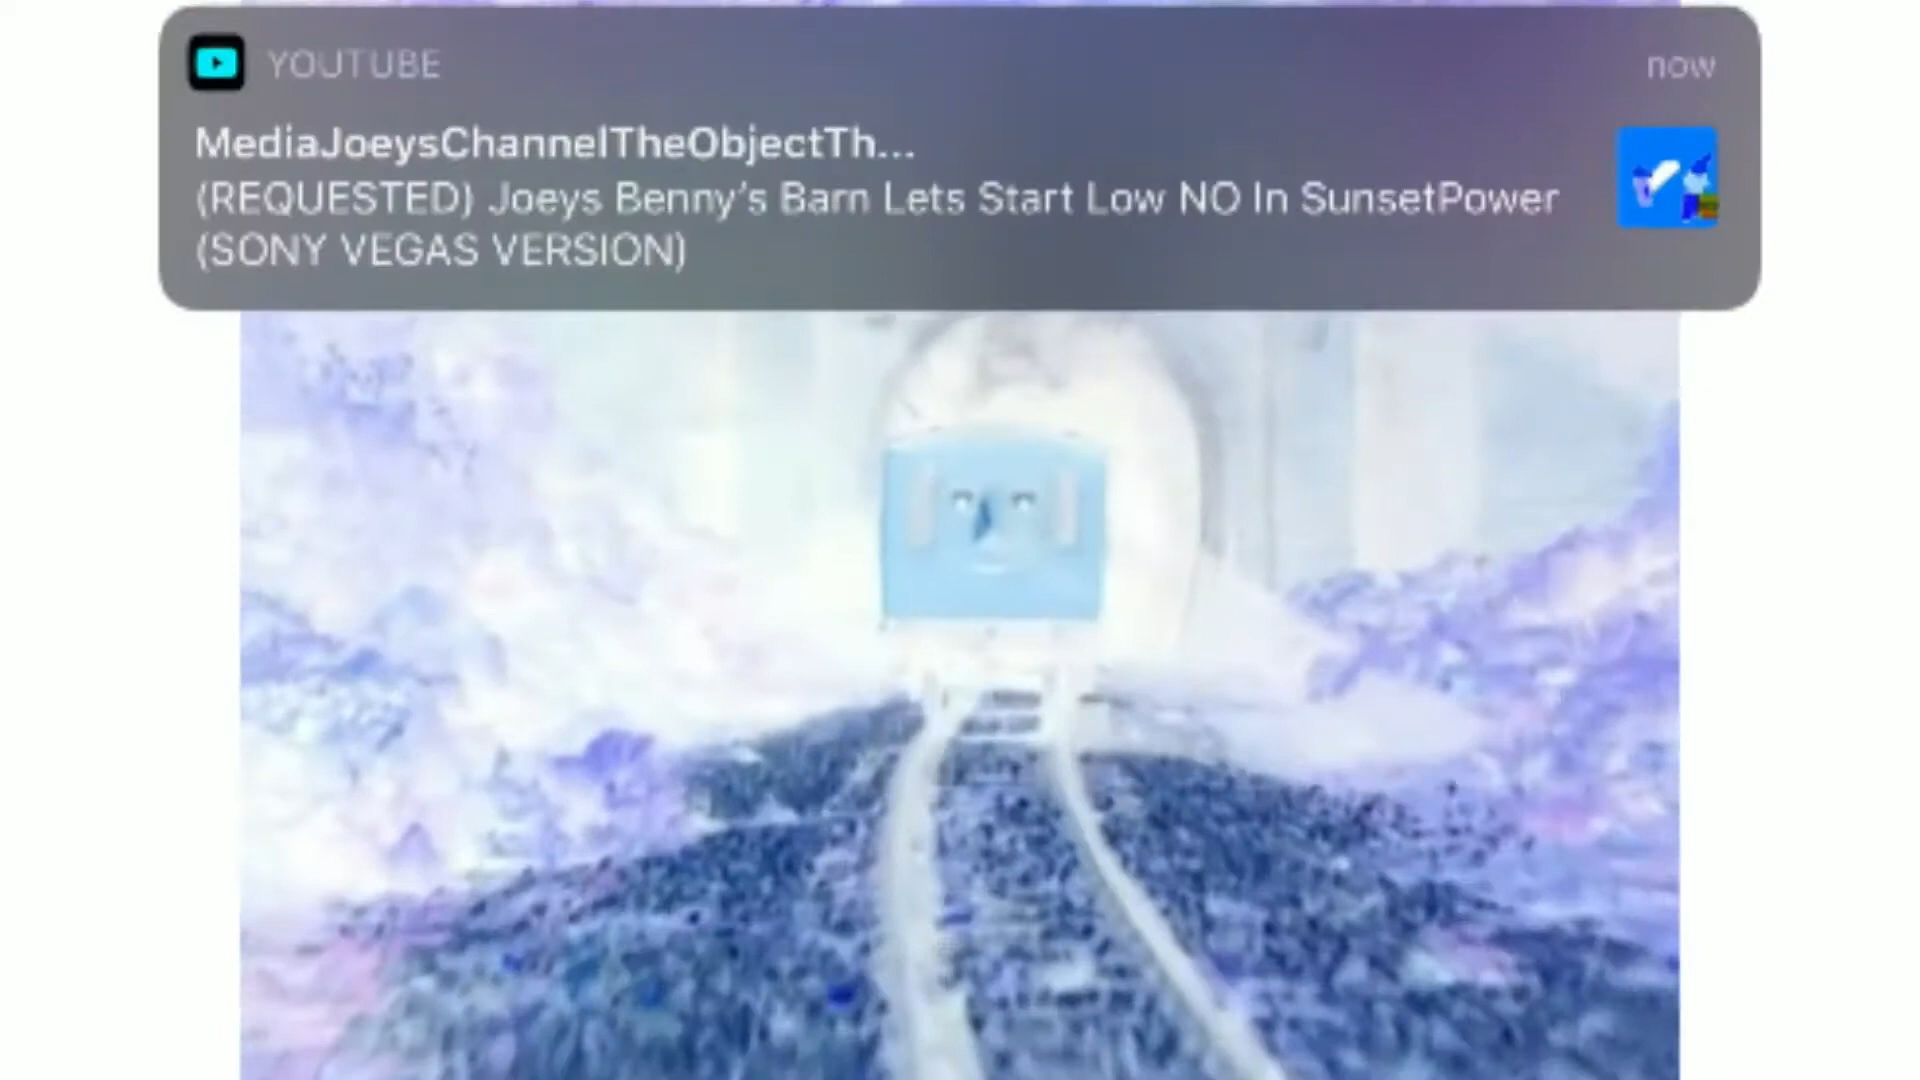 YOUTUBE
now
MediaJoeysChannelTheObjectTh...
(REQUESTED) Joeys Benny's Barn Lets Start Low NO In SunsetPower
(SONY VEGAS VERSION)